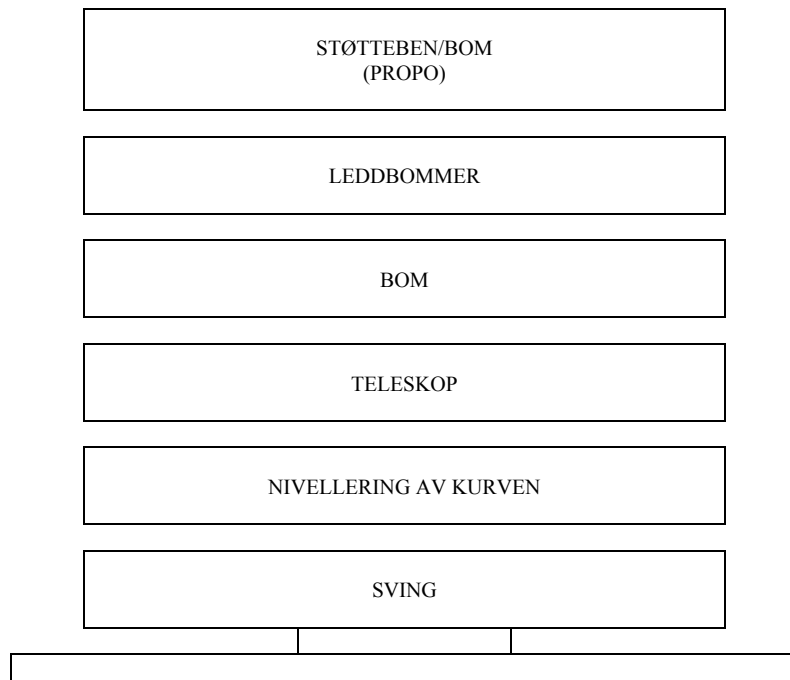 STØTTEBEN/BOM
(PROPO)
LEDDBOMMER
BOM
TELESKOP
NIVELLERING AV KURVEN
SVING